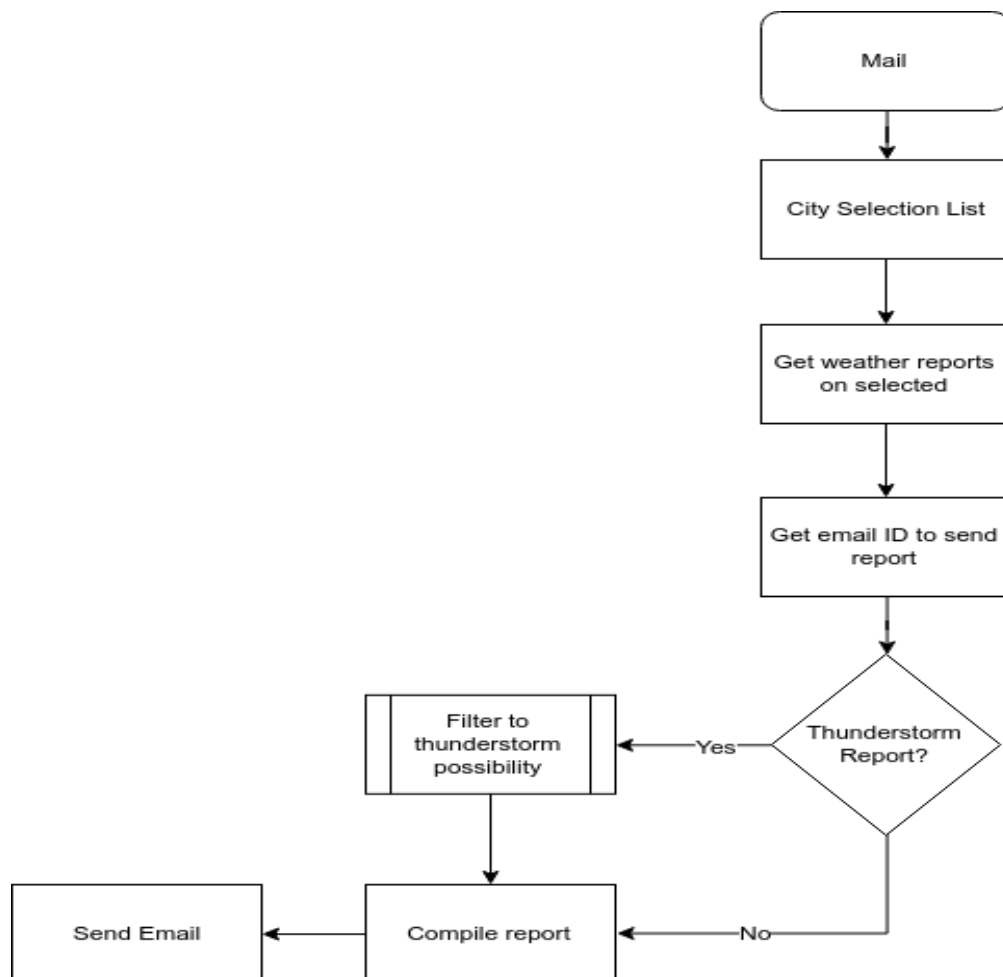 Mail
City Selection List
Get weather reports
on selected
Get email ID to send
report
Thunderstorm
Report?
Yes
Filter to
thunderstorm
possibility
No
Compile report
Send Email